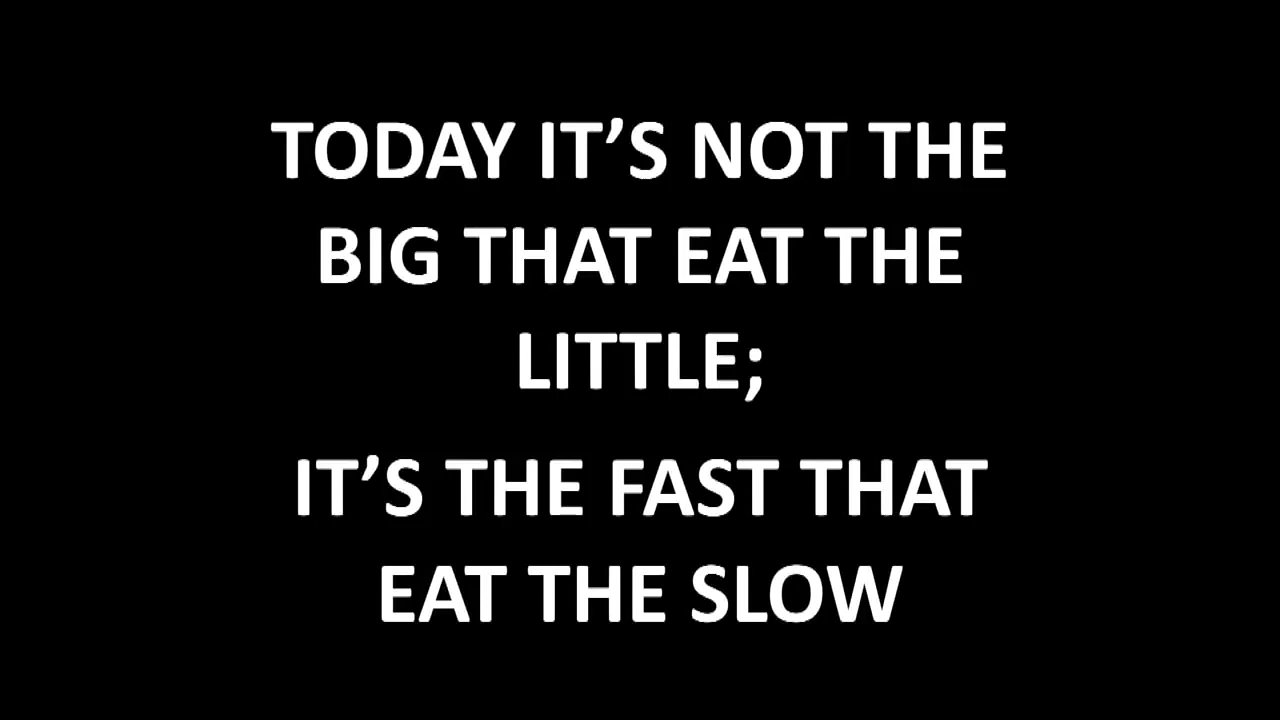 TODAY IT’S NOT THE
BIG THAT EAT THE
LITTLE;
IT’S THE FAST THAT
EAT THE SLOW